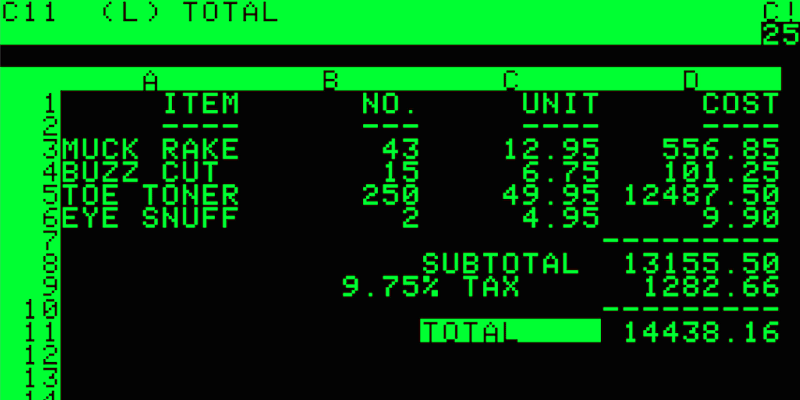 C11 (L) TOTAL C!
25
A B C D
1 ITEM NO. UNIT COST
2 ---- --- ---- ----
3 MUCK RAKE 43 12.95 556.85
4 BUZZ CUT 15 6.75 101.25
5 TOE TONER 250 49.95 12487.50
6 EYE SNUFF 2 4.95 9.90
7 ---------
8 SUBTOTAL 13155.50
9 9.75% TAX 1282.66
10 ---------
11 TOTAL 14438.16
12
13
14